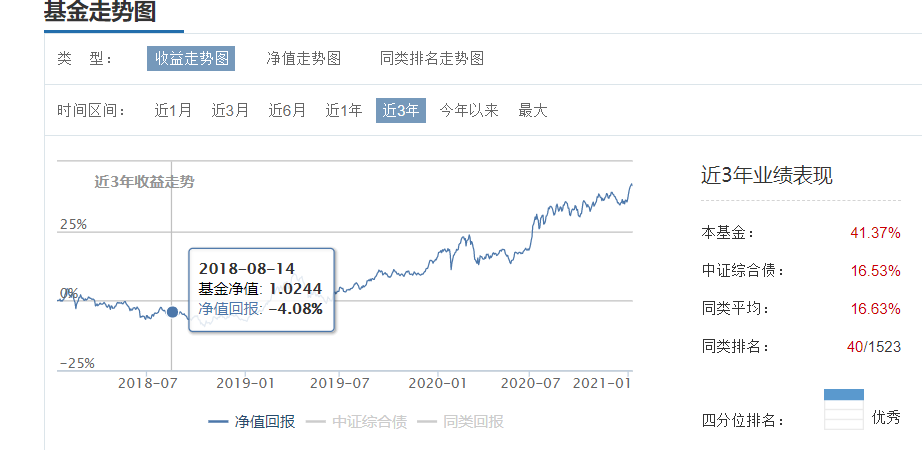 基金走势图
类 型： 收益走势图 净值走势图 同类排名走势图
时间区间： 近1月 近3月 近6月 近1年 近3年 今年以来 最大
近3年收益走势
25%
0%
-25%
2018-08-14
基金净值: 1.0244
净值回报: -4.08%
2018-07 2019-01 2019-07 2020-01 2020-07 2021-01
净值回报 中证综合债 同类回报
近3年业绩表现
本基金： 41.37%
中证综合债： 16.53%
同类平均： 16.63%
同类排名： 40/1523
四分位排名： 优秀